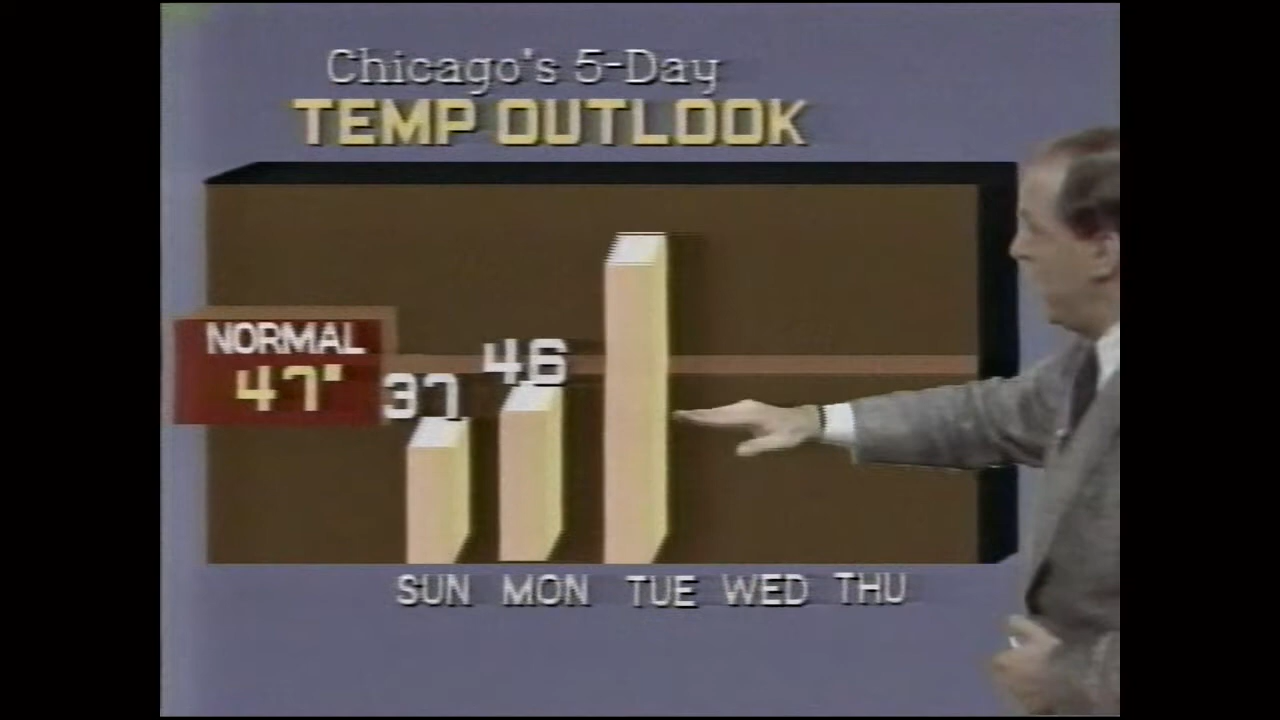 Chicago's 5-Day
TEMP OUTLOOK
NORMAL
47°
37
46
SUN MON TUE WED THU